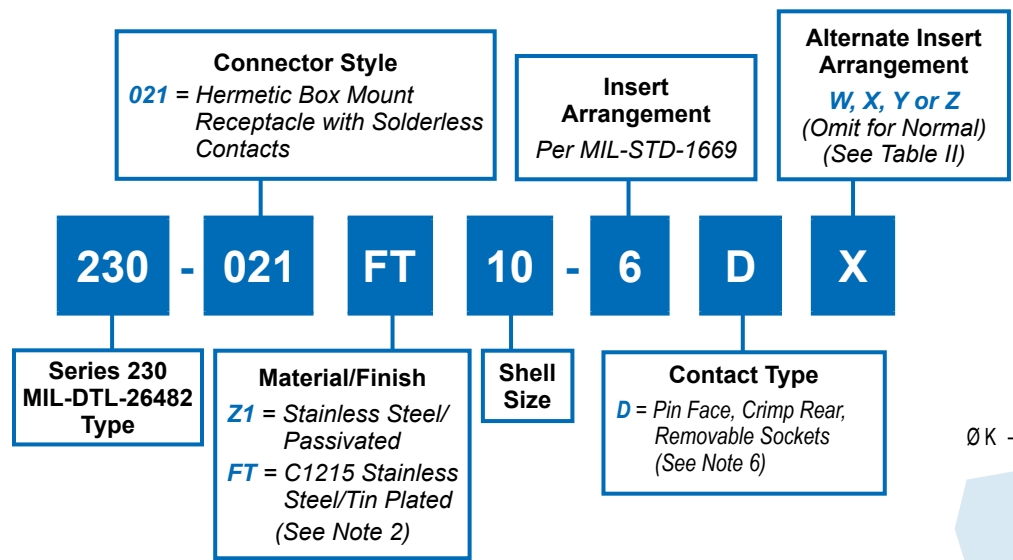 Connector Style
021 = Hermetic Box Mount
Receptacle with Solderless
Contacts
Insert
Arrangement
Per MIL-STD-1669
Alternate Insert
Arrangement
W, X, Y or Z
(Omit for Normal)
(See Table II)
230 - 021 FT 10 - 6 D X
Series 230
MIL-DTL-26482
Type
Material/Finish
Z1 = Stainless Steel/
Passivated
FT = C1215 Stainless
Steel/Tin Plated
(See Note 2)
Shell
Size
Contact Type
D = Pin Face, Crimp Rear,
Removable Sockets
(See Note 6)
Ø K -